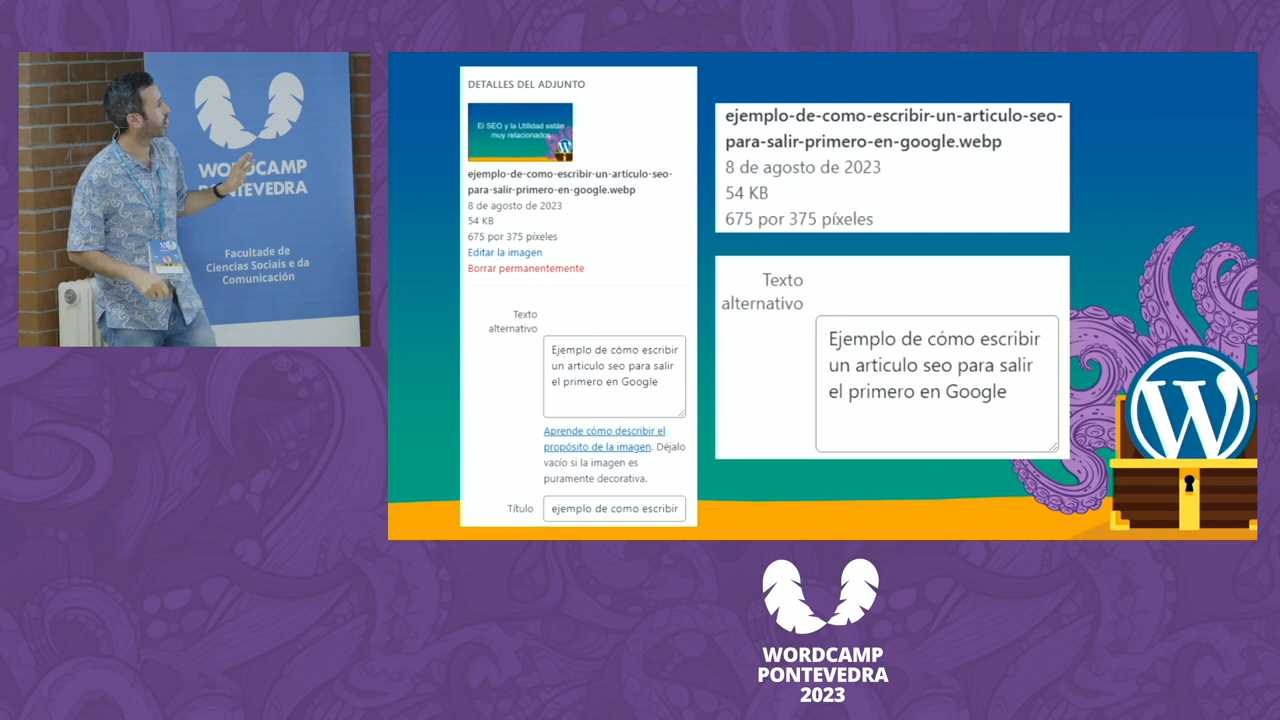 WORDCAMP
PONTEVEDRA
Facultade de
Ciencias Sociais e da
Comunicación
DETALLES DEL ADJUNTO
El SEO y la Utilidad están
muy relacionados
ejemplo-de-como-escribir-un-articulo-seo-
para-salir-primero-en-google.webp
8 de agosto de 2023
54 KB
675 por 375 píxeles
Editar la imagen
Borrar permanentemente
Texto
alternativo
Ejemplo de cómo escribir
un articulo seo para salir
el primero en Google
Aprende cómo describir el
propósito de la imagen. Déjalo
vacío si la imagen es
puramente decorativa.
Título
ejemplo de como escribir
ejemplo-de-como-escribir-un-articulo-seo-
para-salir-primero-en-google.webp
8 de agosto de 2023
54 KB
675 por 375 píxeles
Texto
alternativo
Ejemplo de cómo escribir
un articulo seo para salir
el primero en Google
W
WORDCAMP
PONTEVEDRA
2023